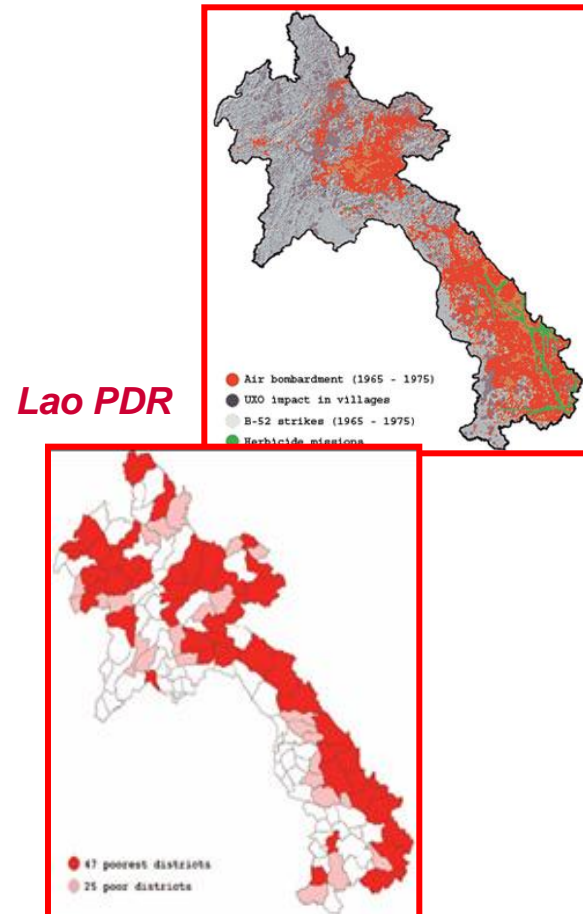 Air bombardment (1965 - 1975)
UXO impact in villages
B-52 strikes (1965 - 1975)
Herbicide missions
Lao PDR
47 poorest districts
25 poor districts